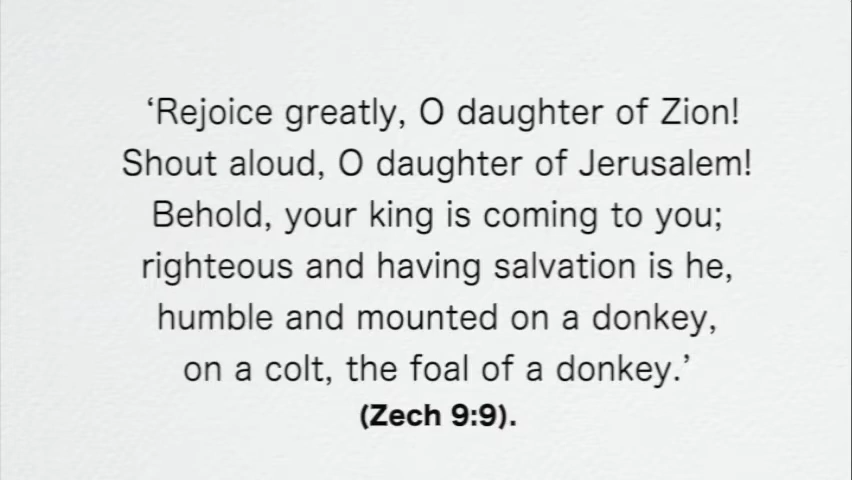 ‘Rejoice greatly, O daughter of Zion!
Shout aloud, O daughter of Jerusalem!
Behold, your king is coming to you;
righteous and having salvation is he,
humble and mounted on a donkey,
on a colt, the foal of a donkey.’
(Zech 9:9).